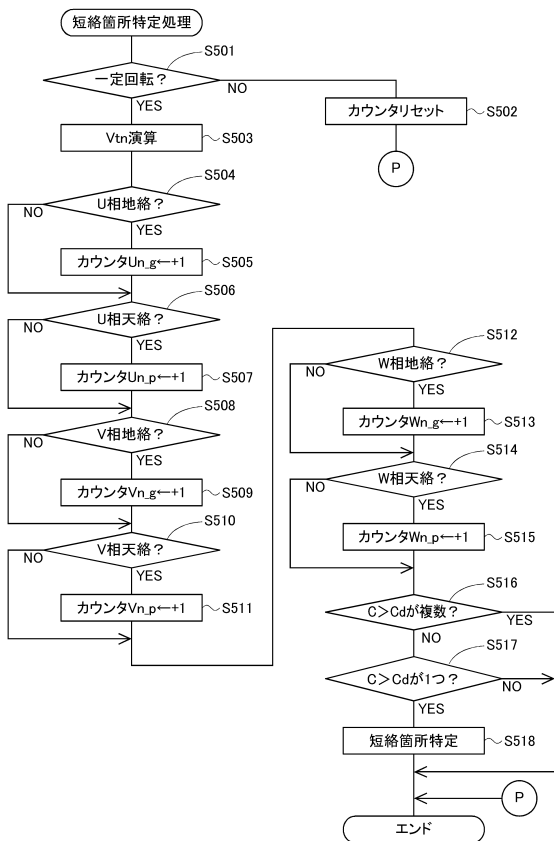 短絡箇所特定処理
S501
一定回転？
NO
YES
カウンタリセット
S502
P
Vtn演算
S503
S504
U相地絡？
NO
YES
カウンタUn_g←+1
S505
S506
U相天絡？
NO
YES
カウンタUn_p←+1
S507
S508
V相地絡？
NO
YES
カウンタVn_g←+1
S509
S510
V相天絡？
NO
YES
カウンタVn_p←+1
S511
S512
W相地絡？
NO
YES
カウンタWn_g←+1
S513
S514
W相天絡？
NO
YES
カウンタWn_p←+1
S515
S516
C＞Cdが複数？
YES
NO
S517
C＞Cdが1つ？
NO
YES
短絡箇所特定
S518
P
エンド